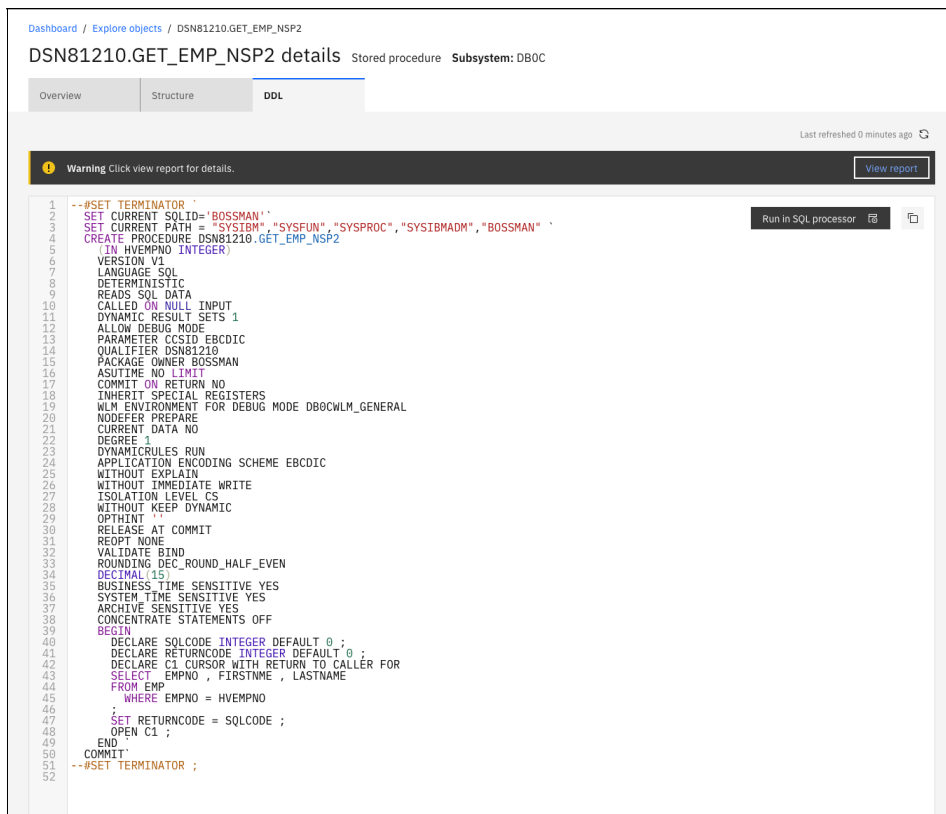 Dashboard / Explore objects / DSN81210.GET_EMP_NSP2
DSN81210.GET_EMP_NSP2 details Stored procedure Subsystem: DB0C
Overview Structure DDL
Last refreshed 0 minutes ago
Warning Click view report for details. View report
Run in SQL processor
1 --#SET TERMINATOR `
2 SET CURRENT SQLID='BOSSMAN'`
3 SET CURRENT PATH = "SYSIBM","SYSFUN","SYSPROC","SYSIBMADM","BOSSMAN" `
4 CREATE PROCEDURE DSN81210.GET_EMP_NSP2
5 (IN HVEMPNO INTEGER)
6 VERSION V1
7 LANGUAGE SQL
8 DETERMINISTIC
9 READS SQL DATA
10 CALLED ON NULL INPUT
11 DYNAMIC RESULT SETS 1
12 ALLOW DEBUG MODE
13 PARAMETER CCSID EBCDIC
14 QUALIFIER DSN81210
15 PACKAGE OWNER BOSSMAN
16 ASUTIME NO LIMIT
17 COMMIT ON RETURN NO
18 INHERIT SPECIAL REGISTERS
19 WLM ENVIRONMENT FOR DEBUG MODE DB0CWLM_GENERAL
20 NODEFER PREPARE
21 CURRENT DATA NO
22 DEGREE 1
23 DYNAMICRULES RUN
24 APPLICATION ENCODING SCHEME EBCDIC
25 WITHOUT EXPLAIN
26 WITHOUT IMMEDIATE WRITE
27 ISOLATION LEVEL CS
28 WITHOUT KEEP DYNAMIC
29 OPTHINT ''
30 RELEASE AT COMMIT
31 REOPT NONE
32 VALIDATE BIND
33 ROUNDING DEC_ROUND_HALF_EVEN
34 DECIMAL(15)
35 BUSINESS_TIME SENSITIVE YES
36 SYSTEM_TIME SENSITIVE YES
37 ARCHIVE SENSITIVE YES
38 CONCENTRATE STATEMENTS OFF
39 BEGIN
40 DECLARE SQLCODE INTEGER DEFAULT 0 ;
41 DECLARE RETURNCODE INTEGER DEFAULT 0 ;
42 DECLARE C1 CURSOR WITH RETURN TO CALLER FOR
43 SELECT EMPNO , FIRSTNME , LASTNAME
44 FROM EMP
45 WHERE EMPNO = HVEMPNO
46 ;
47 SET RETURNCODE = SQLCODE ;
48 OPEN C1 ;
49 END `
50 COMMIT`
51 --#SET TERMINATOR ;
52